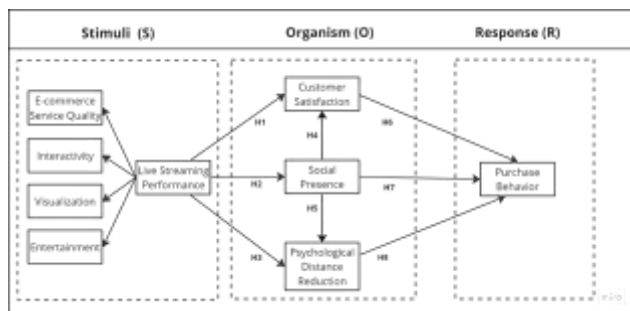 Stimuli (S)
Organism (O)
Response (R)
E-commerce
Service Quality
Interactivity
Visualization
Entertainment
Live Streaming
Performance
H1
H2
H3
Customer
Satisfaction
H4
Social
Presence
H5
Psychological
Distance
Reduction
H6
H7
H8
Purchase
Behavior
miro